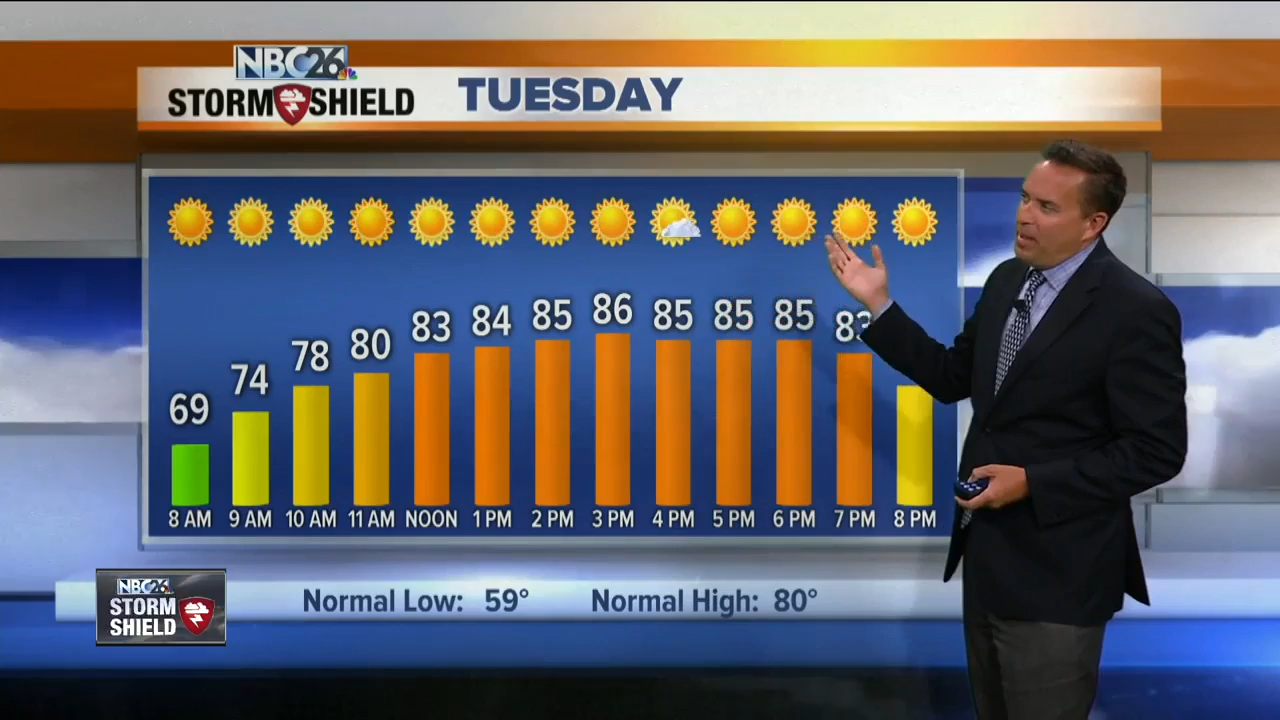 NBC26
STORM SHIELD
TUESDAY
69 74 78 80 83 84 85 86 85 85 85 83
8 AM 9 AM 10 AM 11 AM NOON 1 PM 2 PM 3 PM 4 PM 5 PM 6 PM 7 PM 8 PM
NBC26
STORM
SHIELD
Normal Low: 59° Normal High: 80°